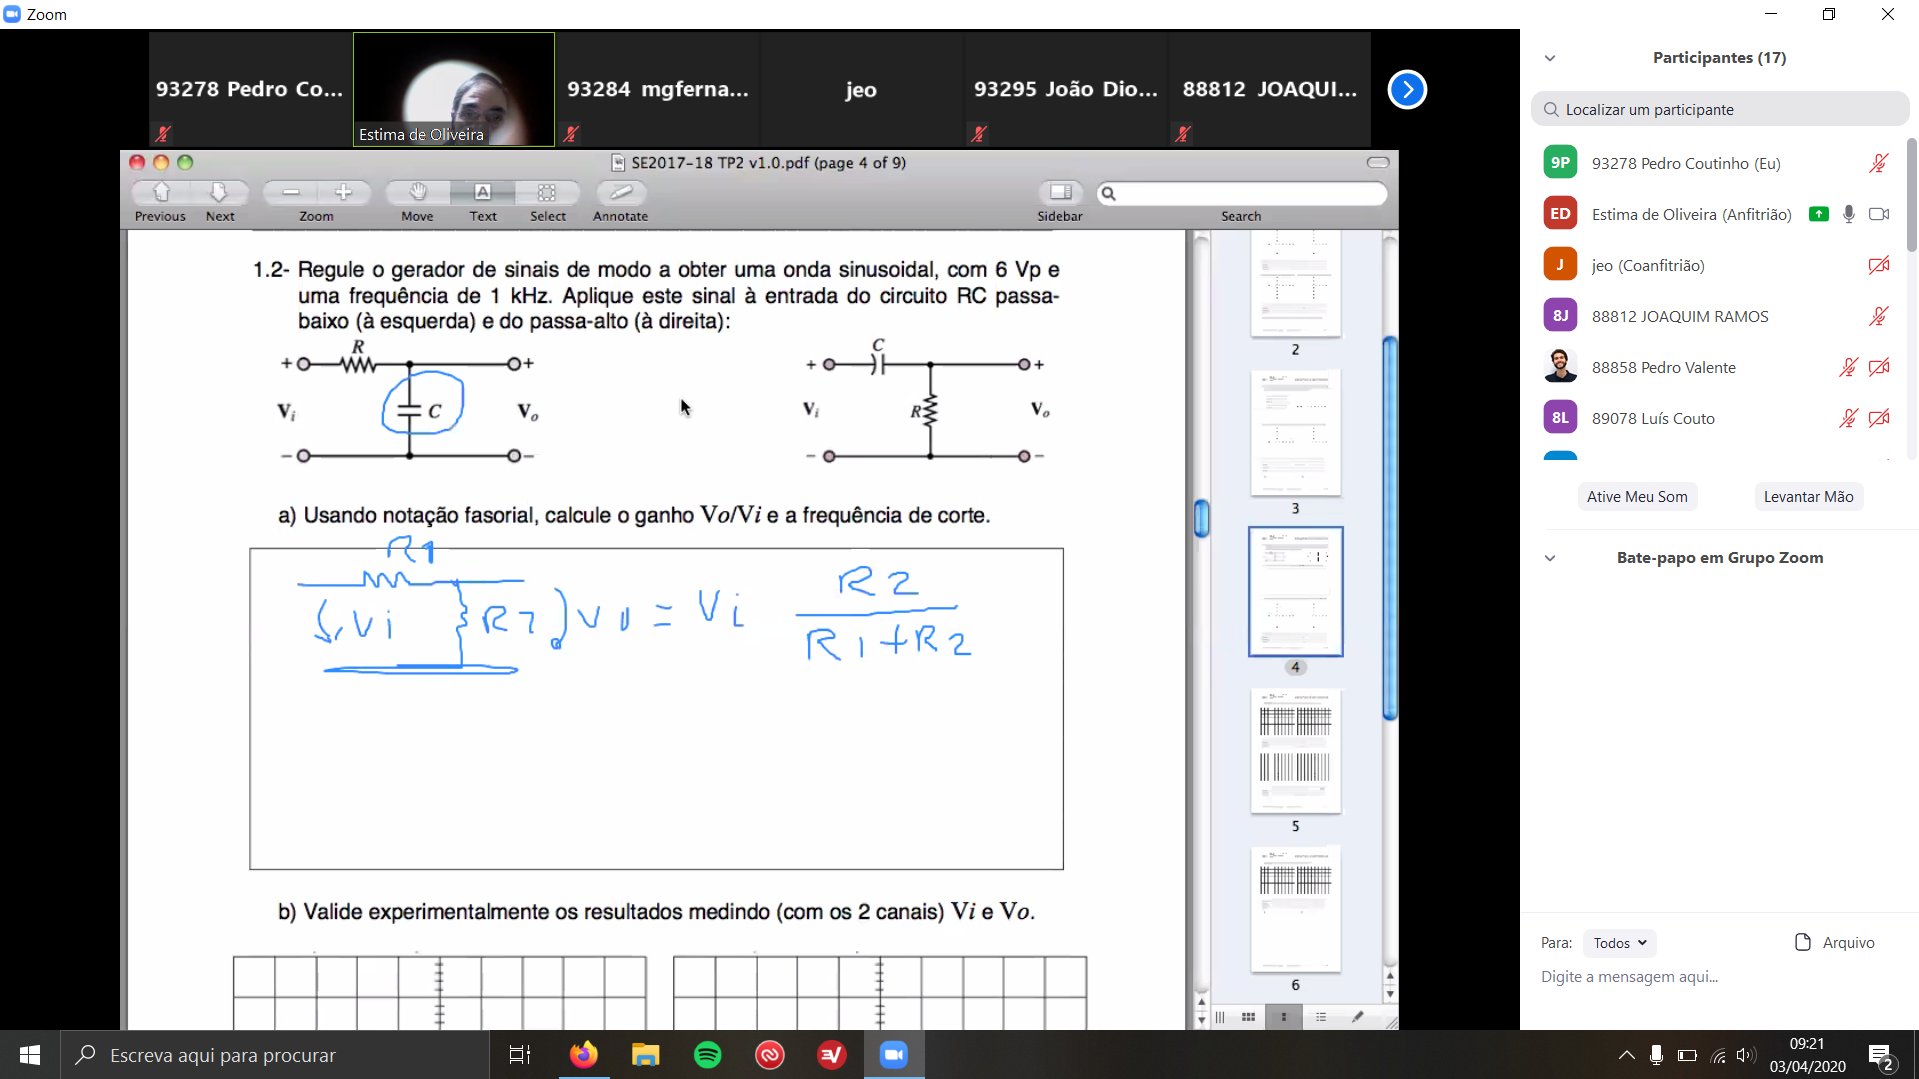 Zoom
93278 Pedro Co...
Estima de Oliveira
93284 mgferna...
jeo
93295 João Dio...
88812 JOAQUI...
SE2017-18 TP2 v1.0.pdf (page 4 of 9)
Previous
Next
Zoom
Move
Text
Select
Annotate
Sidebar
Search
1.2- Regule o gerador de sinais de modo a obter uma onda sinusoidal, com 6 Vp e
uma frequência de 1 kHz. Aplique este sinal à entrada do circuito RC passa-
baixo (à esquerda) e do passa-alto (à direita):
R
+ +
Vi C Vo
- -
C
+ +
Vi R Vo
- -
a) Usando notação fasorial, calcule o ganho Vo/Vi e a frequência de corte.
R1
Vi R2 Vo = Vi R2
R1+R2
b) Valide experimentalmente os resultados medindo (com os 2 canais) Vi e Vo.
2
3
4
5
6
Participantes (17)
Localizar um participante
9P 93278 Pedro Coutinho (Eu)
ED Estima de Oliveira (Anfitrião)
J jeo (Coanfitrião)
8J 88812 JOAQUIM RAMOS
88858 Pedro Valente
8L 89078 Luís Couto
Ative Meu Som
Levantar Mão
Bate-papo em Grupo Zoom
Para: Todos
Arquivo
Digite a mensagem aqui...
Escreva aqui para procurar
09:21
03/04/2020
2